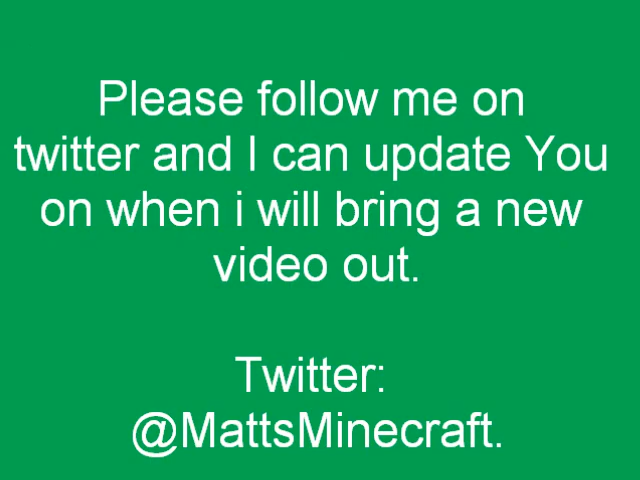 Please follow me on
twitter and I can update You
on when i will bring a new
video out.
Twitter:
@MattsMinecraft.